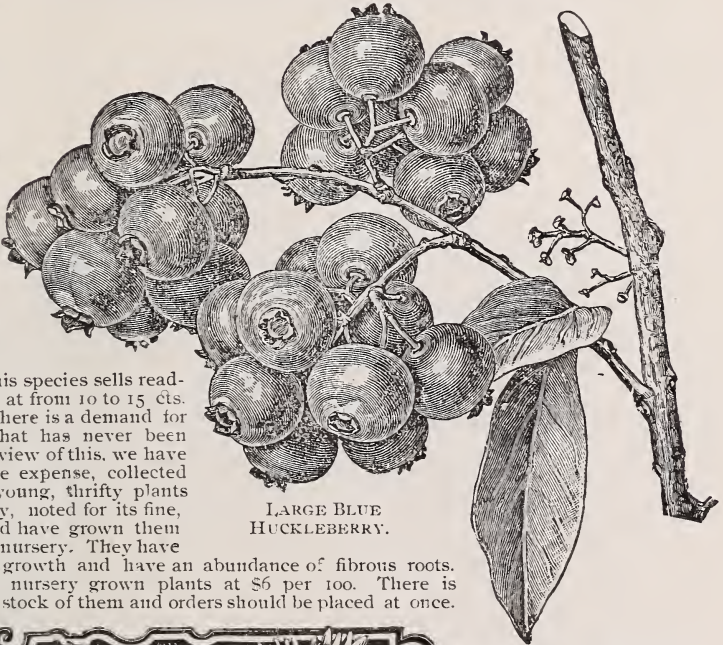 his species sells read-
at from 10 to 15 cts.
here is a demand for
hat has never been
view of this, we have
e expense, collected
young, thrifty plants
y, noted for its fine,
d have grown them
nursery. They have
growth and have an abundance of fibrous roots.
nursery grown plants at $6 per 100. There is
stock of them and orders should be placed at once.
LARGE BLUE
HUCKLEBERRY.